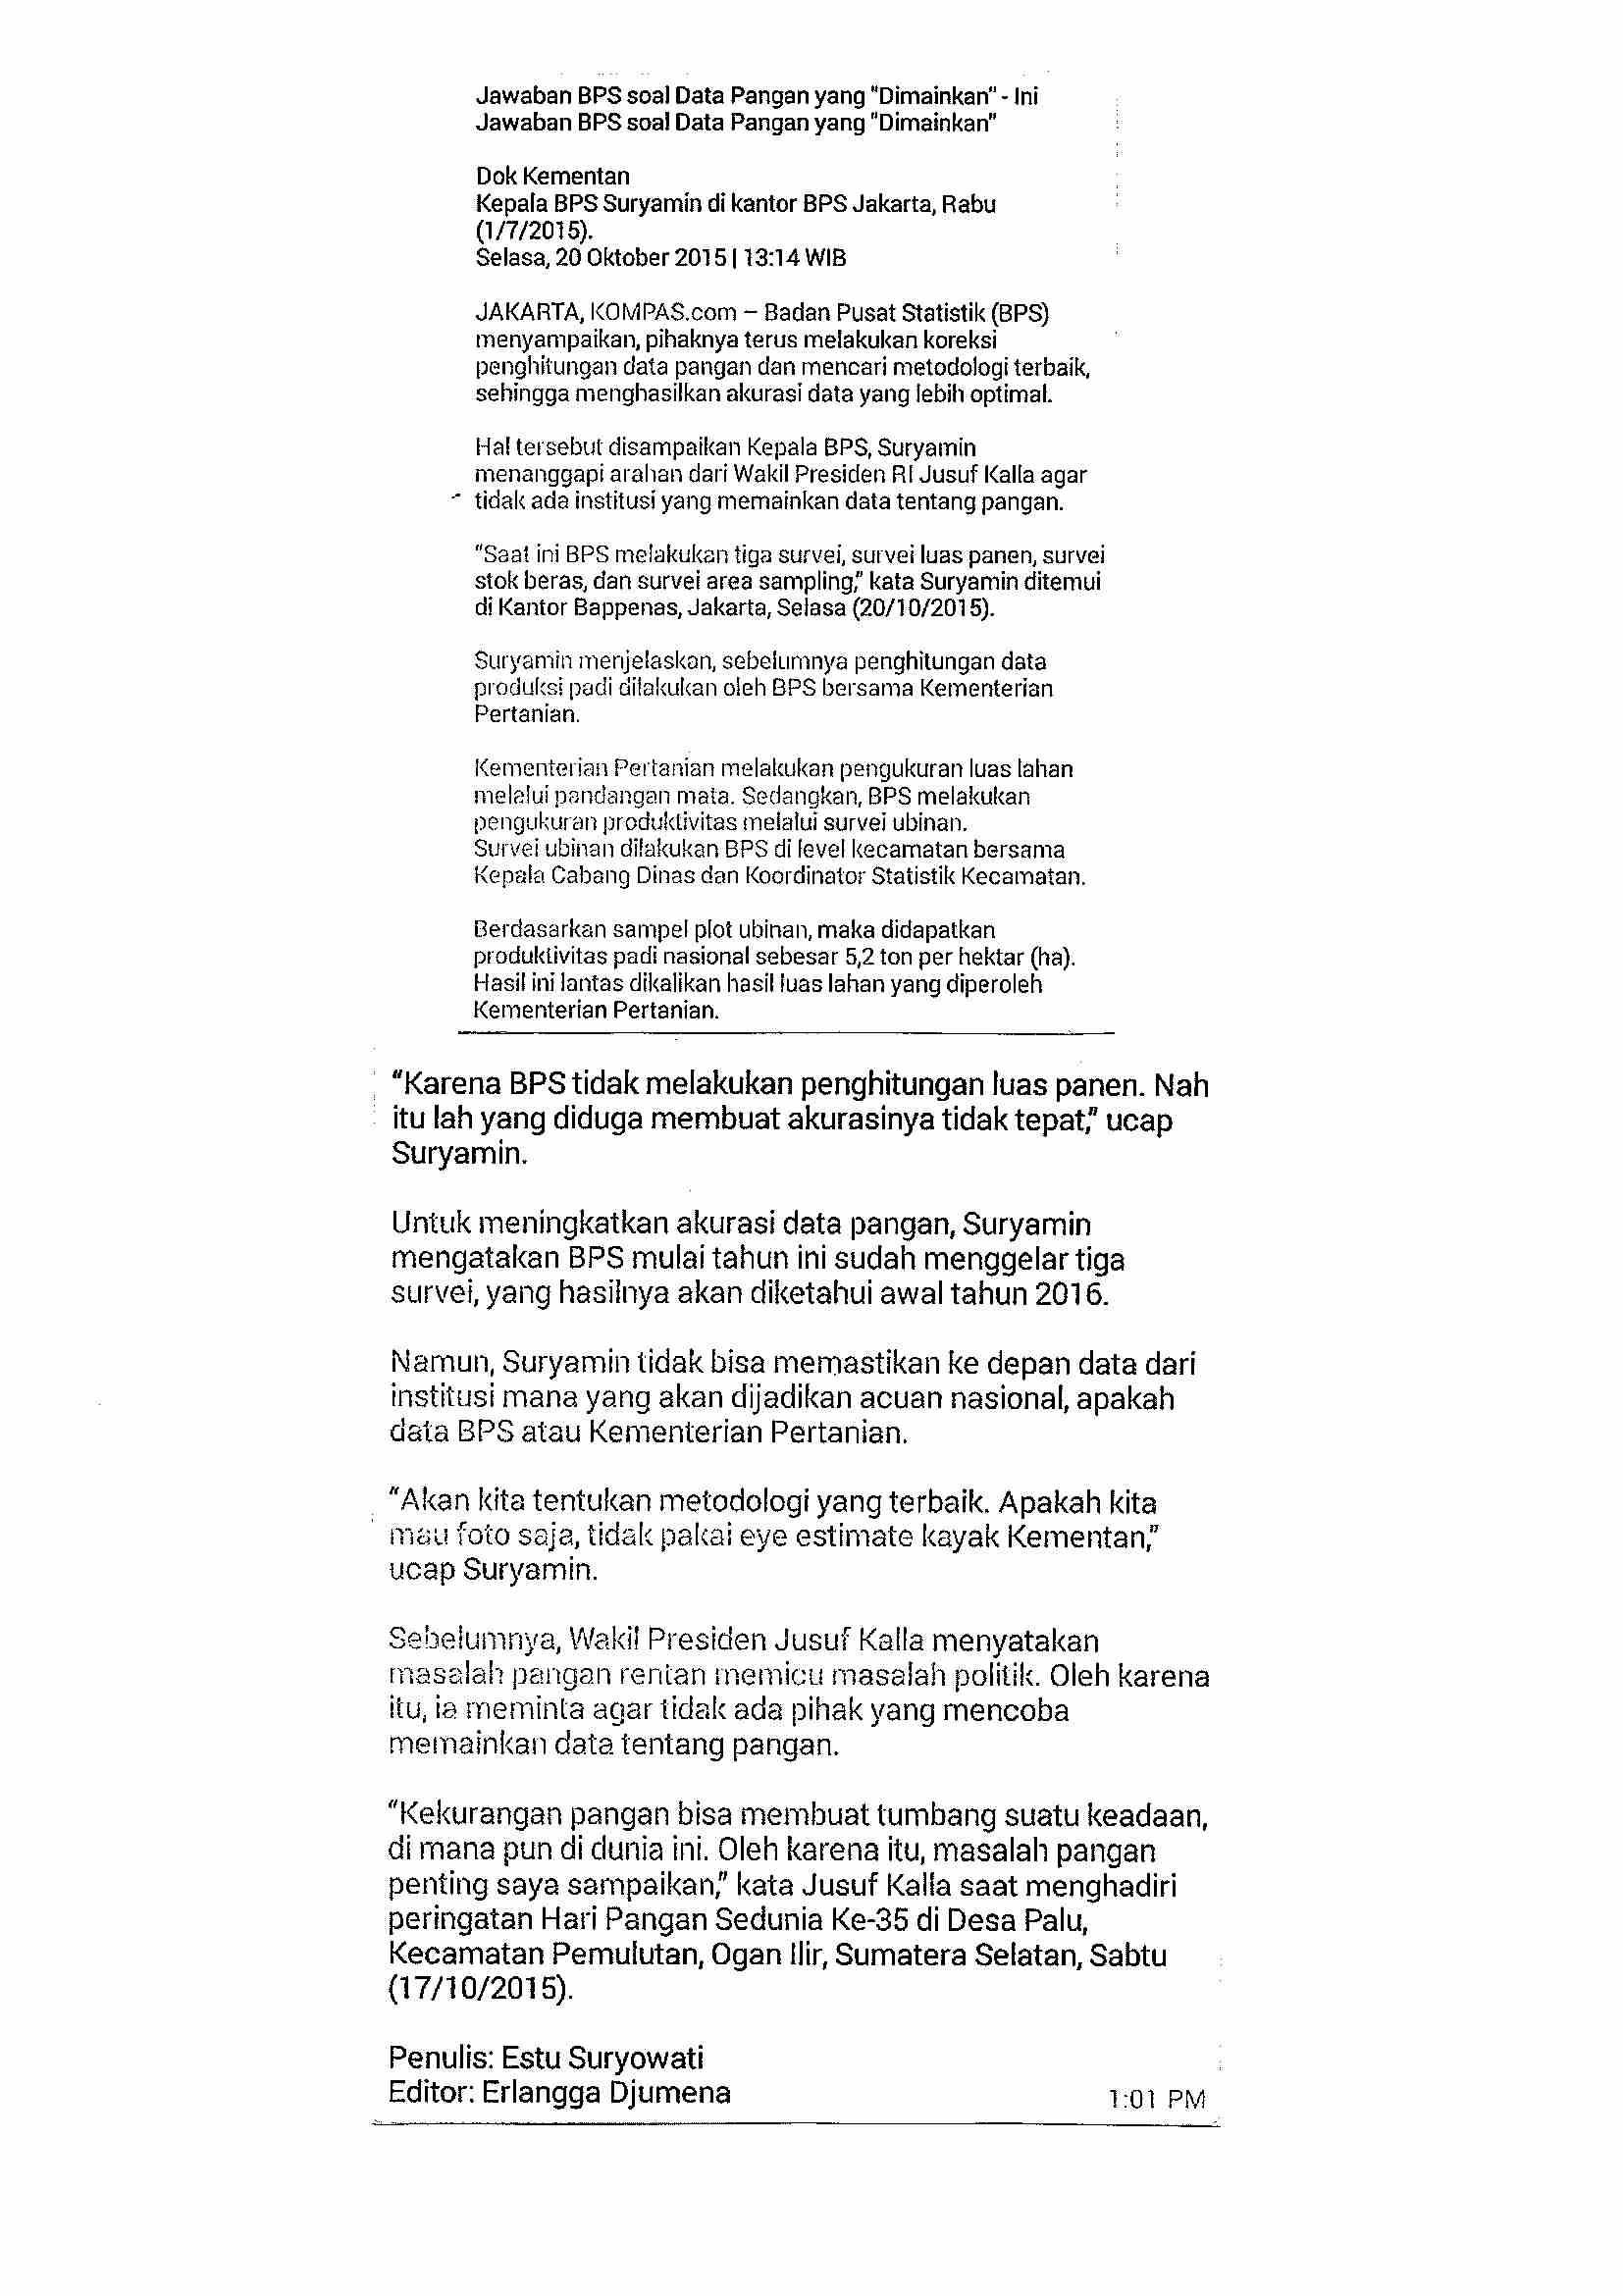 Jawaban BPS soal Data Pangan yang "Dimainkan" - Ini
Jawaban BPS soal Data Pangan yang "Dimainkan"
Dok Kementan
Kepala BPS Suryamin di kantor BPS Jakarta, Rabu
(1/7/2015).
Selasa, 20 Oktober 2015 | 13:14 WIB
JAKARTA, KOMPAS.com – Badan Pusat Statistik (BPS)
menyampaikan, pihaknya terus melakukan koreksi
penghitungan data pangan dan mencari metodologi terbaik,
sehingga menghasilkan akurasi data yang lebih optimal.
Hal tersebut disampaikan Kepala BPS, Suryamin
menanggapi arahan dari Wakil Presiden RI Jusuf Kalla agar
tidak ada institusi yang memainkan data tentang pangan.
"Saat ini BPS melakukan tiga survei, survei luas panen, survei
stok beras, dan survei area sampling," kata Suryamin ditemui
di Kantor Bappenas, Jakarta, Selasa (20/10/2015).
Suryamin menjelaskan, sebelumnya penghitungan data
produksi padi dilakukan oleh BPS bersama Kementerian
Pertanian.
Kementerian Pertanian melakukan pengukuran luas lahan
melalui pandangan mata. Sedangkan, BPS melakukan
pengukuran produktivitas melalui survei ubinan.
Survei ubinan dilakukan BPS di level kecamatan bersama
Kepala Cabang Dinas dan Koordinator Statistik Kecamatan.
Berdasarkan sampel plot ubinan, maka didapatkan
produktivitas padi nasional sebesar 5,2 ton per hektar (ha).
Hasil ini lantas dikalikan hasil luas lahan yang diperoleh
Kementerian Pertanian.
"Karena BPS tidak melakukan penghitungan luas panen. Nah
itu lah yang diduga membuat akurasinya tidak tepat," ucap
Suryamin.
Untuk meningkatkan akurasi data pangan, Suryamin
mengatakan BPS mulai tahun ini sudah menggelar tiga
survei, yang hasilnya akan diketahui awal tahun 2016.
Namun, Suryamin tidak bisa memastikan ke depan data dari
institusi mana yang akan dijadikan acuan nasional, apakah
data BPS atau Kementerian Pertanian.
"Akan kita tentukan metodologi yang terbaik. Apakah kita
mau foto saja, tidak pakai eye estimate kayak Kementan,"
ucap Suryamin.
Sebelumnya, Wakil Presiden Jusuf Kalla menyatakan
masalah pangan rentan memicu masalah politik. Oleh karena
itu, ia meminta agar tidak ada pihak yang mencoba
memainkan data tentang pangan.
"Kekurangan pangan bisa membuat tumbang suatu keadaan,
di mana pun di dunia ini. Oleh karena itu, masalah pangan
penting saya sampaikan," kata Jusuf Kalla saat menghadiri
peringatan Hari Pangan Sedunia Ke-35 di Desa Palu,
Kecamatan Pemulutan, Ogan Ilir, Sumatera Selatan, Sabtu
(17/10/2015).
Penulis: Estu Suryowati
Editor: Erlangga Djumena
1:01 PM